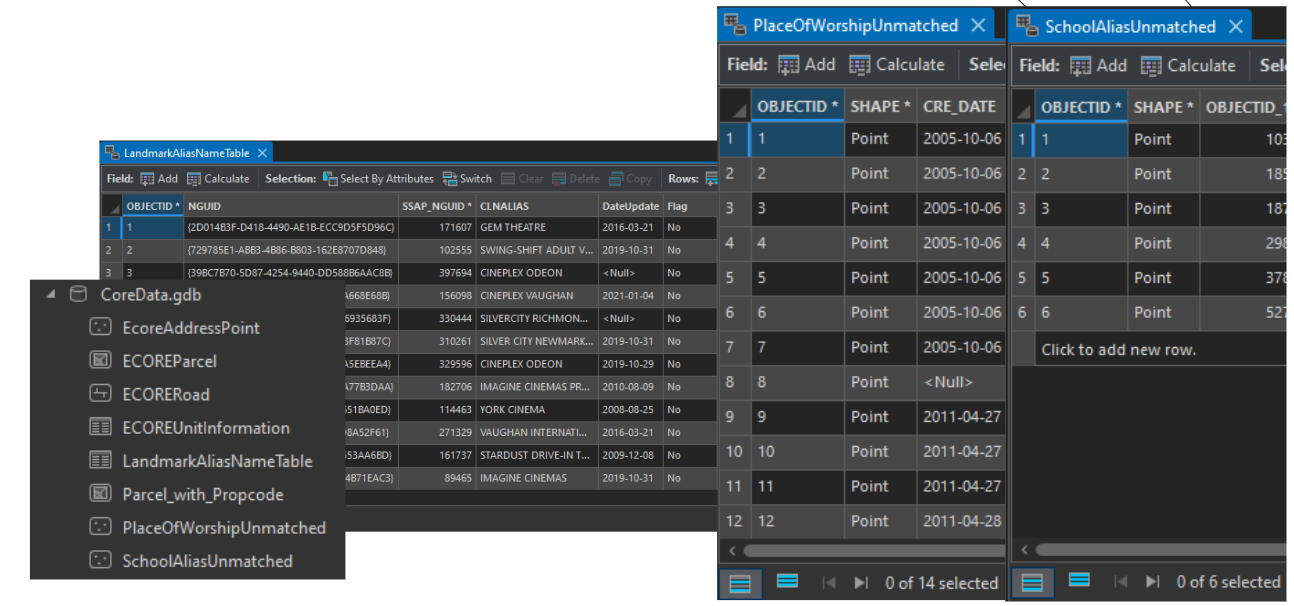 LandmarkAliasNameTable
Field: Add Calculate Selection: Select By Attributes Switch Clear Delete Copy Rows:
OBJECTID * NGUID SSAP_NGUID * CLNALIAS DateUpdate Flag
1 1 {2D014B3F-D418-4490-AE1B-ECC9D5F5D96C} 171607 GEM THEATRE 2016-03-21 No
2 2 {729785E1-ABB3-4B86-B803-162E8707D848} 102555 SWING-SHIFT ADULT V... 2019-10-31 No
3 3 {39BC7B70-5D87-4254-9440-DD588B6AAC8B} 397694 CINEPLEX ODEON <Null> No
A668E68B} 156098 CINEPLEX VAUGHAN 2021-01-04 No
6935683F} 330444 SILVERCITY RICHMON... <Null> No
3F81B87C} 310261 SILVER CITY NEWMARK... 2019-10-31 No
A5EBEEA4} 329596 CINEPLEX ODEON 2019-10-29 No
A77B3DAA} 182706 IMAGINE CINEMAS PR... 2010-08-09 No
551BA0ED} 114463 YORK CINEMA 2008-08-25 No
8A52F61} 271329 VAUGHAN INTERNATI... 2016-03-21 No
553AA6BD} 161737 STARDUST DRIVE-IN T... 2009-12-08 No
4B71EAC3} 89465 IMAGINE CINEMAS 2019-10-31 No
CoreData.gdb
EcoreAddressPoint
ECOREParcel
ECORERoad
ECOREUnitInformation
LandmarkAliasNameTable
Parcel_with_Propcode
PlaceOfWorshipUnmatched
SchoolAliasUnmatched
PlaceOfWorshipUnmatched
Field: Add Calculate Sele
OBJECTID * SHAPE * CRE_DATE
1 1 Point 2005-10-06
2 2 Point 2005-10-06
3 3 Point 2005-10-06
4 4 Point 2005-10-06
5 5 Point 2005-10-06
6 6 Point 2005-10-06
7 7 Point 2005-10-06
8 8 Point <Null>
9 9 Point 2011-04-27
10 10 Point 2011-04-27
11 11 Point 2011-04-27
12 12 Point 2011-04-28
0 of 14 selected
SchoolAliasUnmatched
Field: Add Calculate Sel
OBJECTID * SHAPE * OBJECTID_1
1 1 Point 103
2 2 Point 185
3 3 Point 187
4 4 Point 298
5 5 Point 378
6 6 Point 527
Click to add new row.
0 of 6 selected